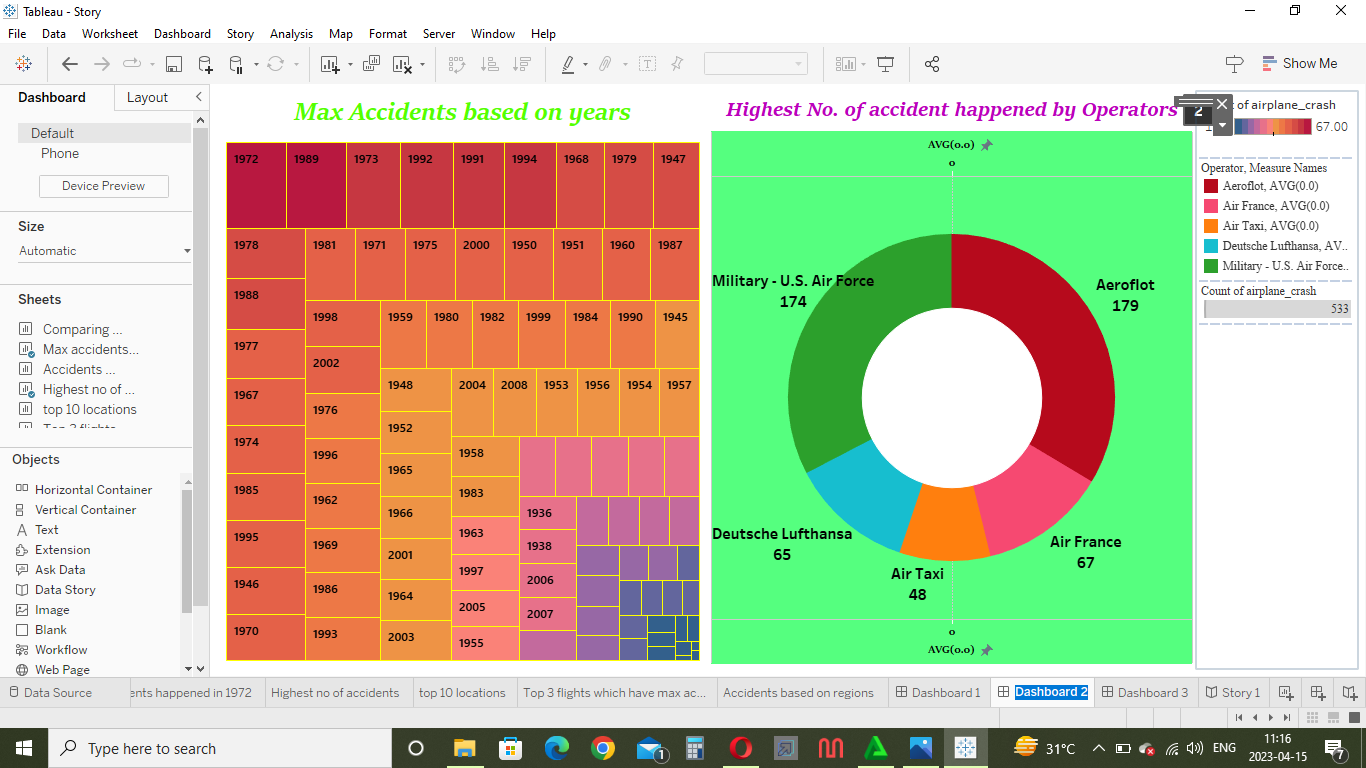 Tableau - Story
File Data Worksheet Dashboard Story Analysis Map Format Server Window Help
Show Me
Dashboard Layout
Default
Phone
Device Preview
Size
Automatic
Sheets
Comparing ...
Max accidents...
Accidents ...
Highest no of ...
top 10 locations
Objects
Horizontal Container
Vertical Container
Text
Extension
Ask Data
Data Story
Image
Blank
Workflow
Web Page
Max Accidents based on years
1972 1989 1973 1992 1991 1994 1968 1979 1947
1978 1981 1971 1975 2000 1950 1951 1960 1987
1988
1998 1959 1980 1982 1999 1984 1990 1945
1977
2002
1967 1948 2004 2008 1953 1956 1954 1957
1976
1952
1974
1996 1958
1965
1985 1983
1962 1936
1966
1995 1963
1969 1938
2001
1946 1997 2006
1986 1964
2005 2007
1970 1993 2003 1955
Highest No. of accident happened by Operators
AVG(0.0)
0
Military - U.S. Air Force
174
Aeroflot
179
Deutsche Lufthansa
65
Air France
67
Air Taxi
48
0
AVG(0.0)
2
t of airplane_crash
67.00
Operator, Measure Names
Aeroflot, AVG(0.0)
Air France, AVG(0.0)
Air Taxi, AVG(0.0)
Deutsche Lufthansa, AV..
Military - U.S. Air Force..
Count of airplane_crash
533
Data Source ents happened in 1972 Highest no of accidents top 10 locations Top 3 flights which have max ac... Accidents based on regions Dashboard 1 Dashboard 2 Dashboard 3 Story 1
Type here to search
1
31°C
ENG
11:16
2023-04-15
7